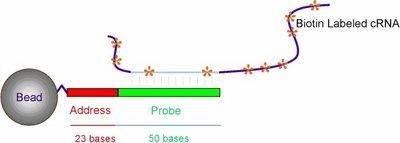 Biotin Labeled cRNA
Bead
Address Probe
23 bases 50 bases